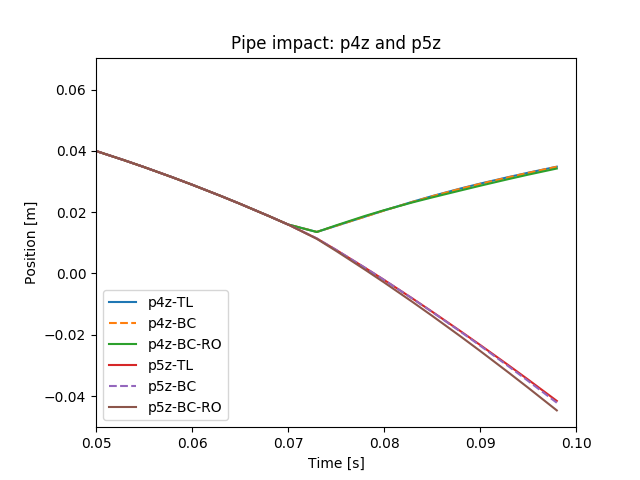 Pipe impact: p4z and p5z
Position [m]
0.06
0.04
0.02
0.00
−0.02
−0.04
p4z-TL
p4z-BC
p4z-BC-RO
p5z-TL
p5z-BC
p5z-BC-RO
0.05 0.06 0.07 0.08 0.09 0.10
Time [s]